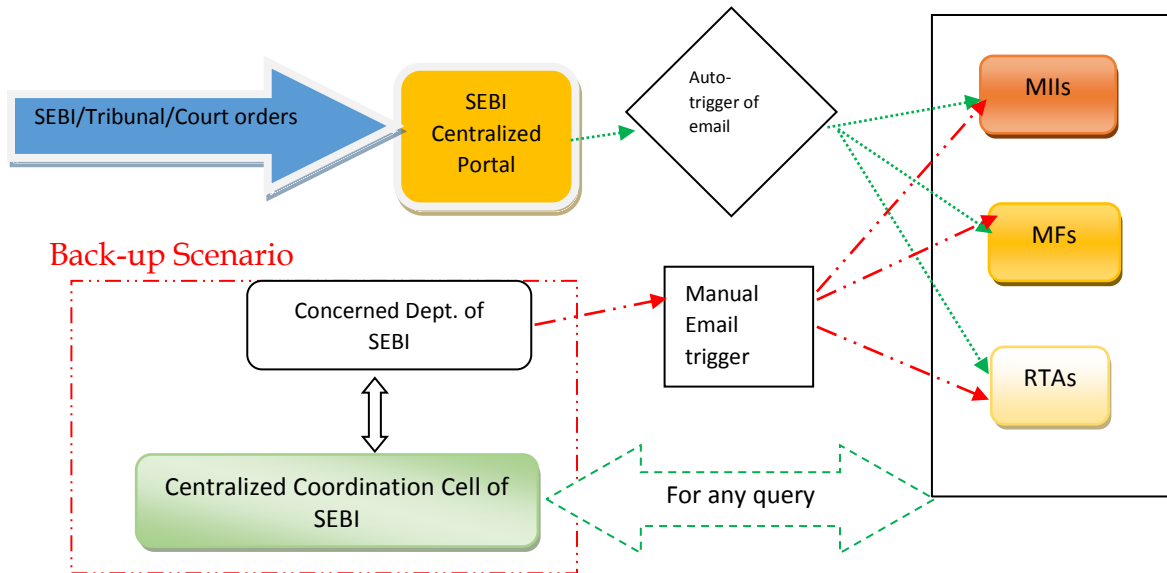 SEBI/Tribunal/Court orders
SEBI
Centralized
Portal
Auto-
trigger of
email
MIIs
MFs
RTAs
Back-up Scenario
Concerned Dept. of
SEBI
Manual
Email
trigger
Centralized Coordination Cell of
SEBI
For any query